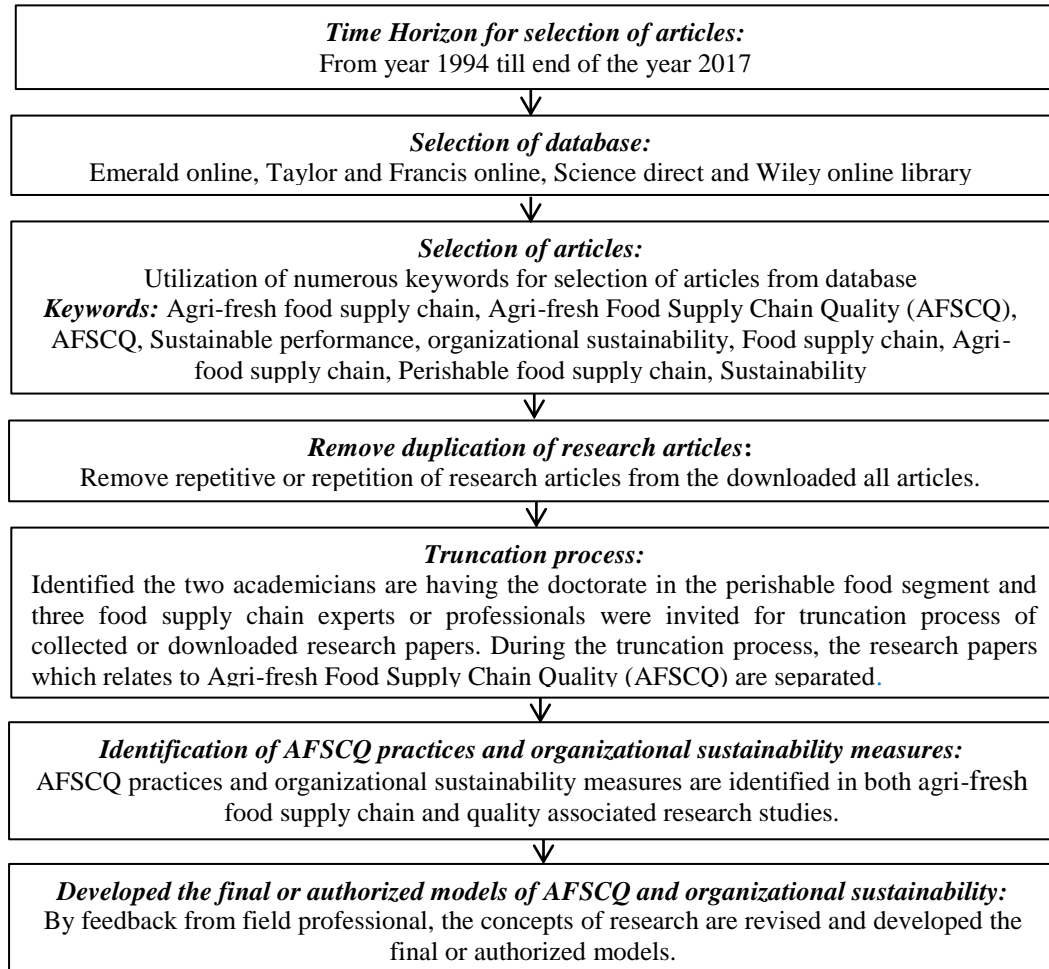 Time Horizon for selection of articles:
From year 1994 till end of the year 2017
Selection of database:
Emerald online, Taylor and Francis online, Science direct and Wiley online library
Selection of articles:
Utilization of numerous keywords for selection of articles from database
Keywords: Agri-fresh food supply chain, Agri-fresh Food Supply Chain Quality (AFSCQ),
AFSCQ, Sustainable performance, organizational sustainability, Food supply chain, Agri-
food supply chain, Perishable food supply chain, Sustainability
Remove duplication of research articles:
Remove repetitive or repetition of research articles from the downloaded all articles.
Truncation process:
Identified the two academicians are having the doctorate in the perishable food segment and
three food supply chain experts or professionals were invited for truncation process of
collected or downloaded research papers. During the truncation process, the research papers
which relates to Agri-fresh Food Supply Chain Quality (AFSCQ) are separated.
Identification of AFSCQ practices and organizational sustainability measures:
AFSCQ practices and organizational sustainability measures are identified in both agri-fresh
food supply chain and quality associated research studies.
Developed the final or authorized models of AFSCQ and organizational sustainability:
By feedback from field professional, the concepts of research are revised and developed the
final or authorized models.